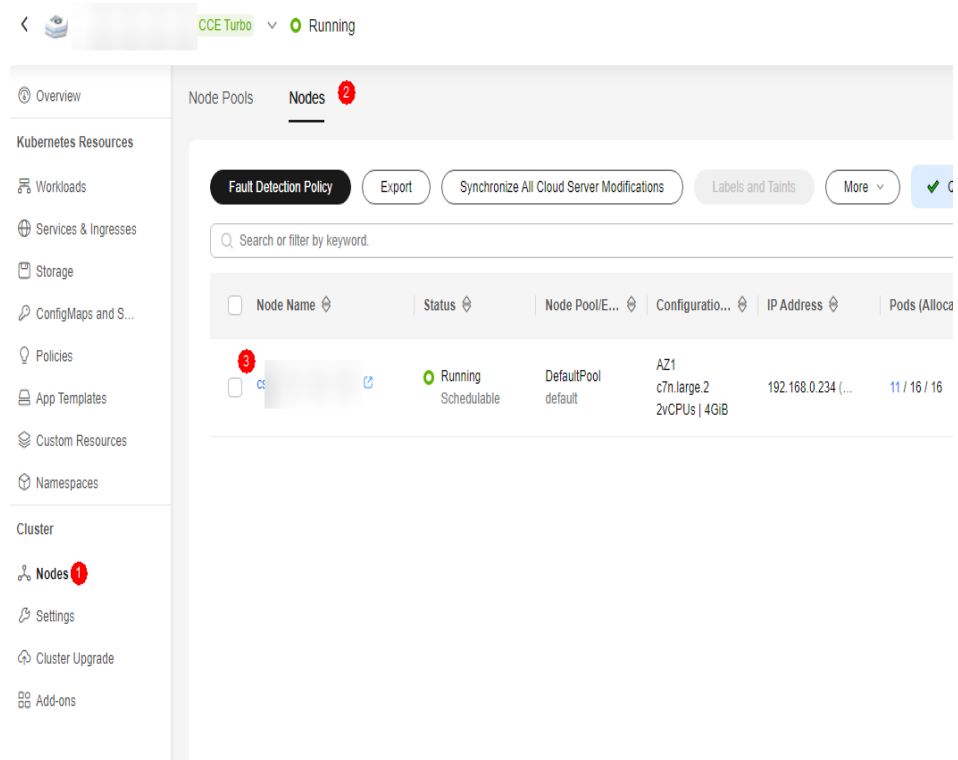 CCE Turbo Running
Overview
Kubernetes Resources
Workloads
Services & Ingresses
Storage
ConfigMaps and S...
Policies
App Templates
Custom Resources
Namespaces
Cluster
Nodes 1
Settings
Cluster Upgrade
Add-ons
Node Pools Nodes 2
Fault Detection Policy Export Synchronize All Cloud Server Modifications Labels and Taints More
Search or filter by keyword.
Node Name Status Node Pool/E... Configuratio... IP Address Pods (Alloca
3
Running DefaultPool AZ1 192.168.0.234 (... 11 / 16 / 16
Schedulable default c7n.large.2
2vCPUs | 4GiB